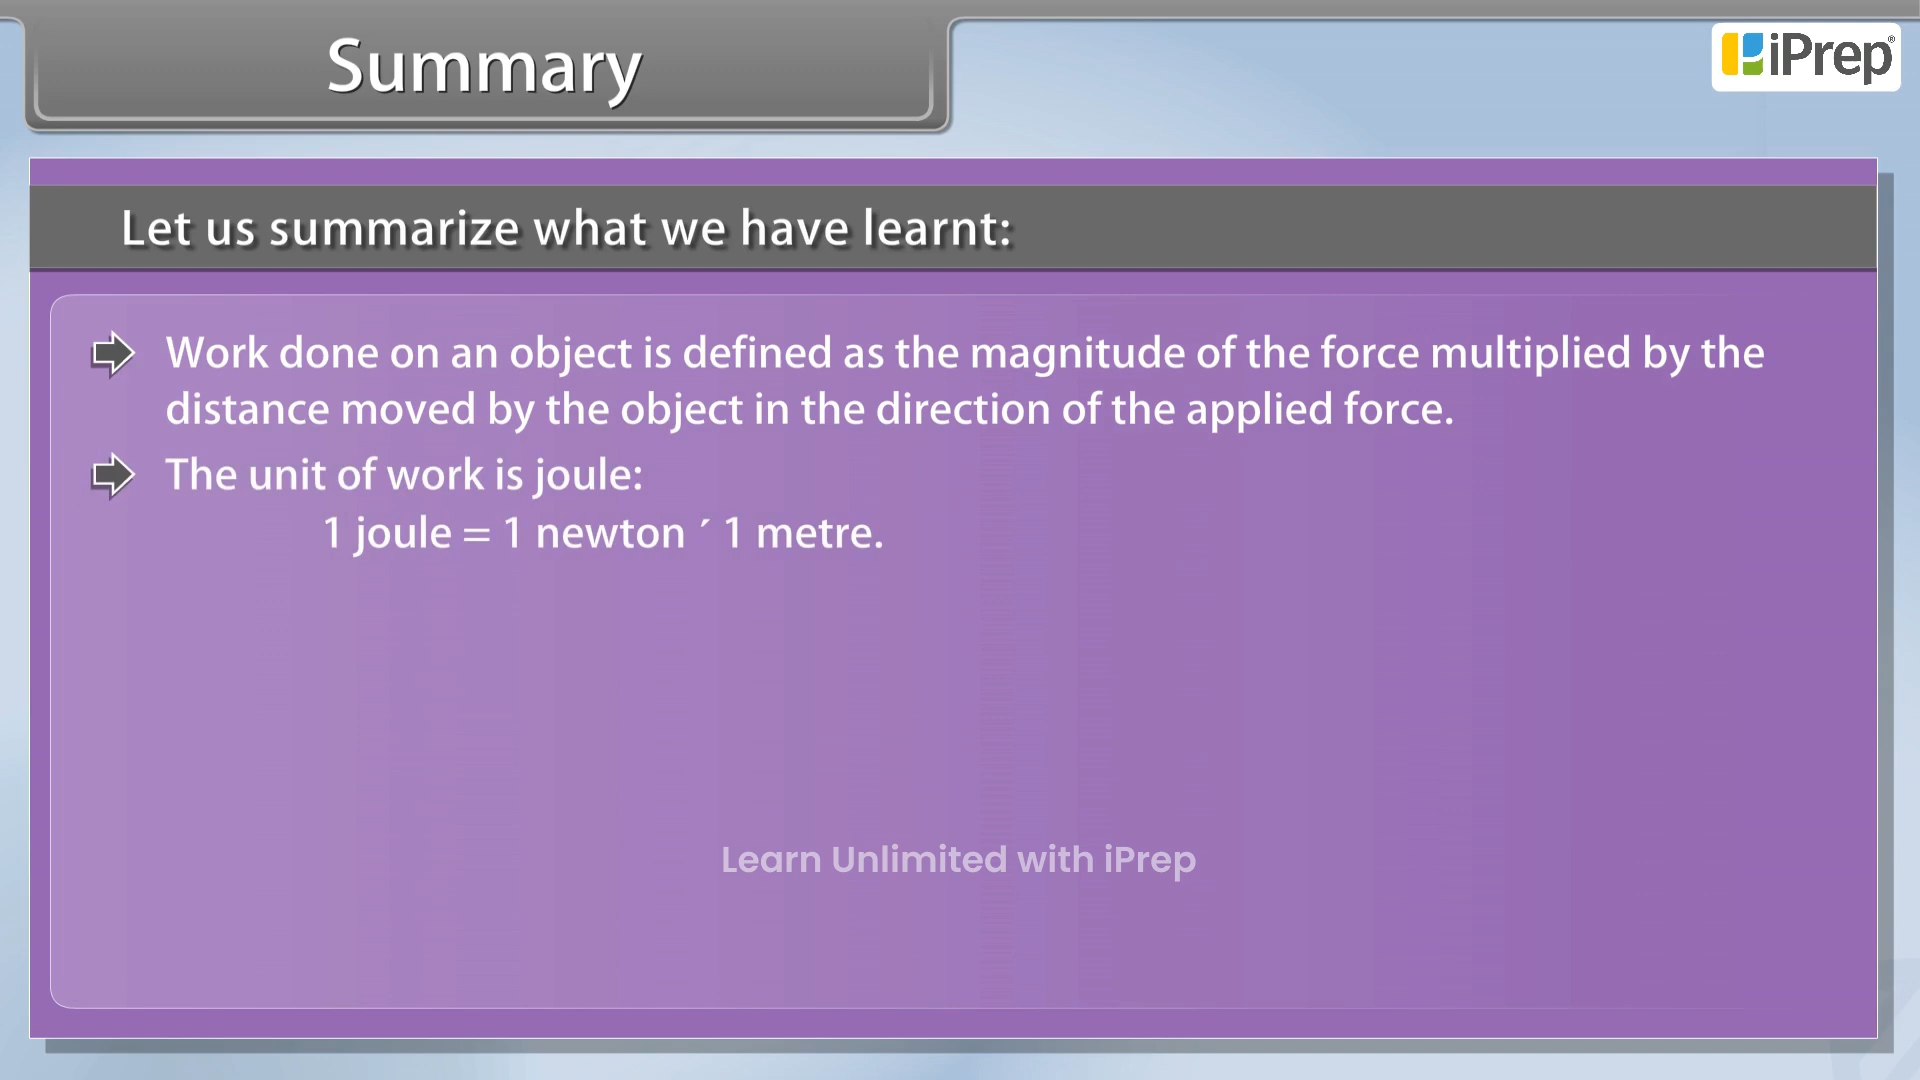 Summary
iPrep®
Let us summarize what we have learnt:
Work done on an object is defined as the magnitude of the force multiplied by the
distance moved by the object in the direction of the applied force.
The unit of work is joule:
1 joule = 1 newton ´ 1 metre.
Learn Unlimited with iPrep